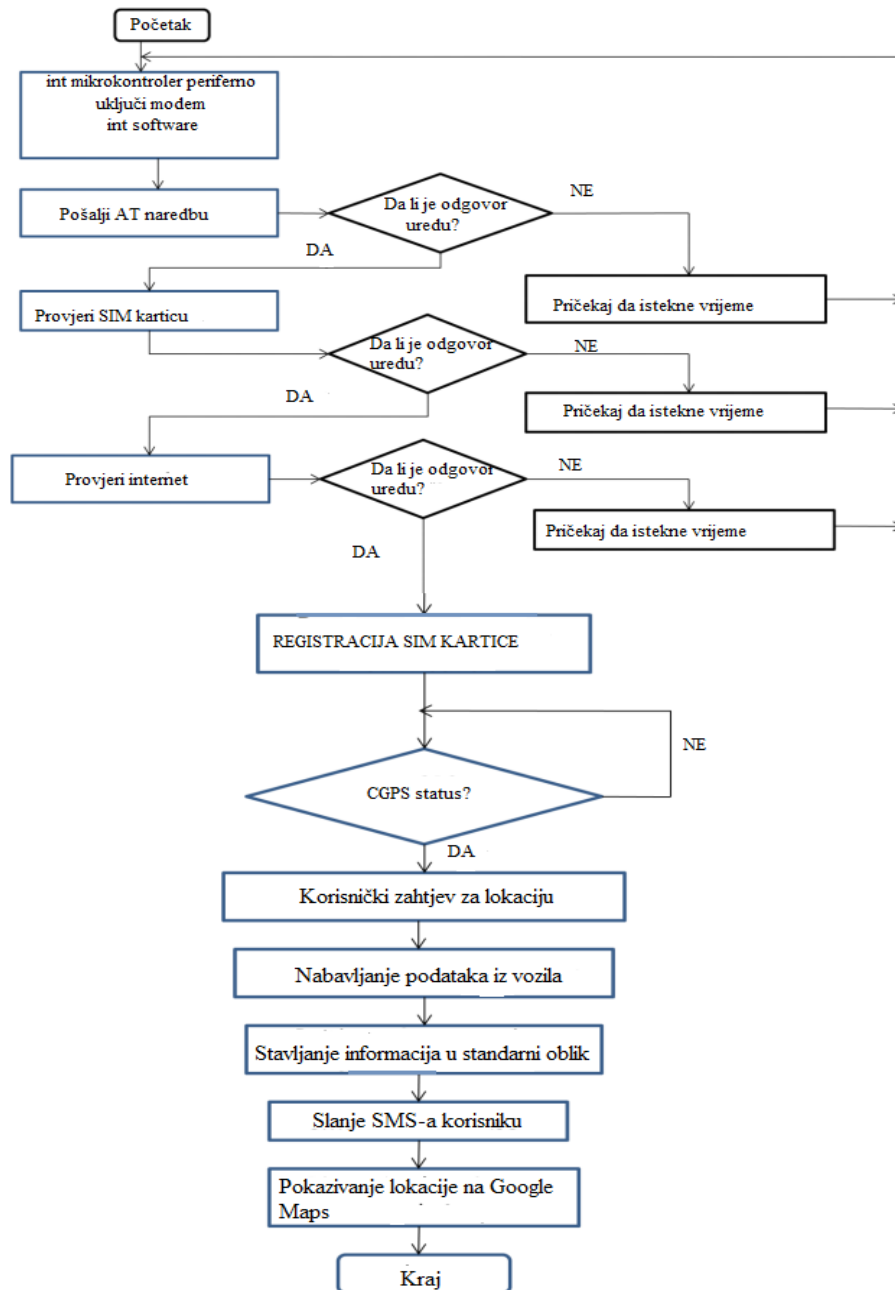 Početak
int mikrokontroler periferno
uključi modem
int software
Pošalji AT naredbu
Da li je odgovor
uredu?
NE
DA
Pričekaj da istekne vrijeme
Provjeri SIM karticu
Da li je odgovor
uredu?
NE
DA
Pričekaj da istekne vrijeme
Provjeri internet
Da li je odgovor
uredu?
NE
DA
Pričekaj da istekne vrijeme
REGISTRACIJA SIM KARTICE
CGPS status?
NE
DA
Korisnički zahtjev za lokaciju
Nabavljanje podataka iz vozila
Stavljanje informacija u standarni oblik
Slanje SMS-a korisniku
Pokazivanje lokacije na Google
Maps
Kraj